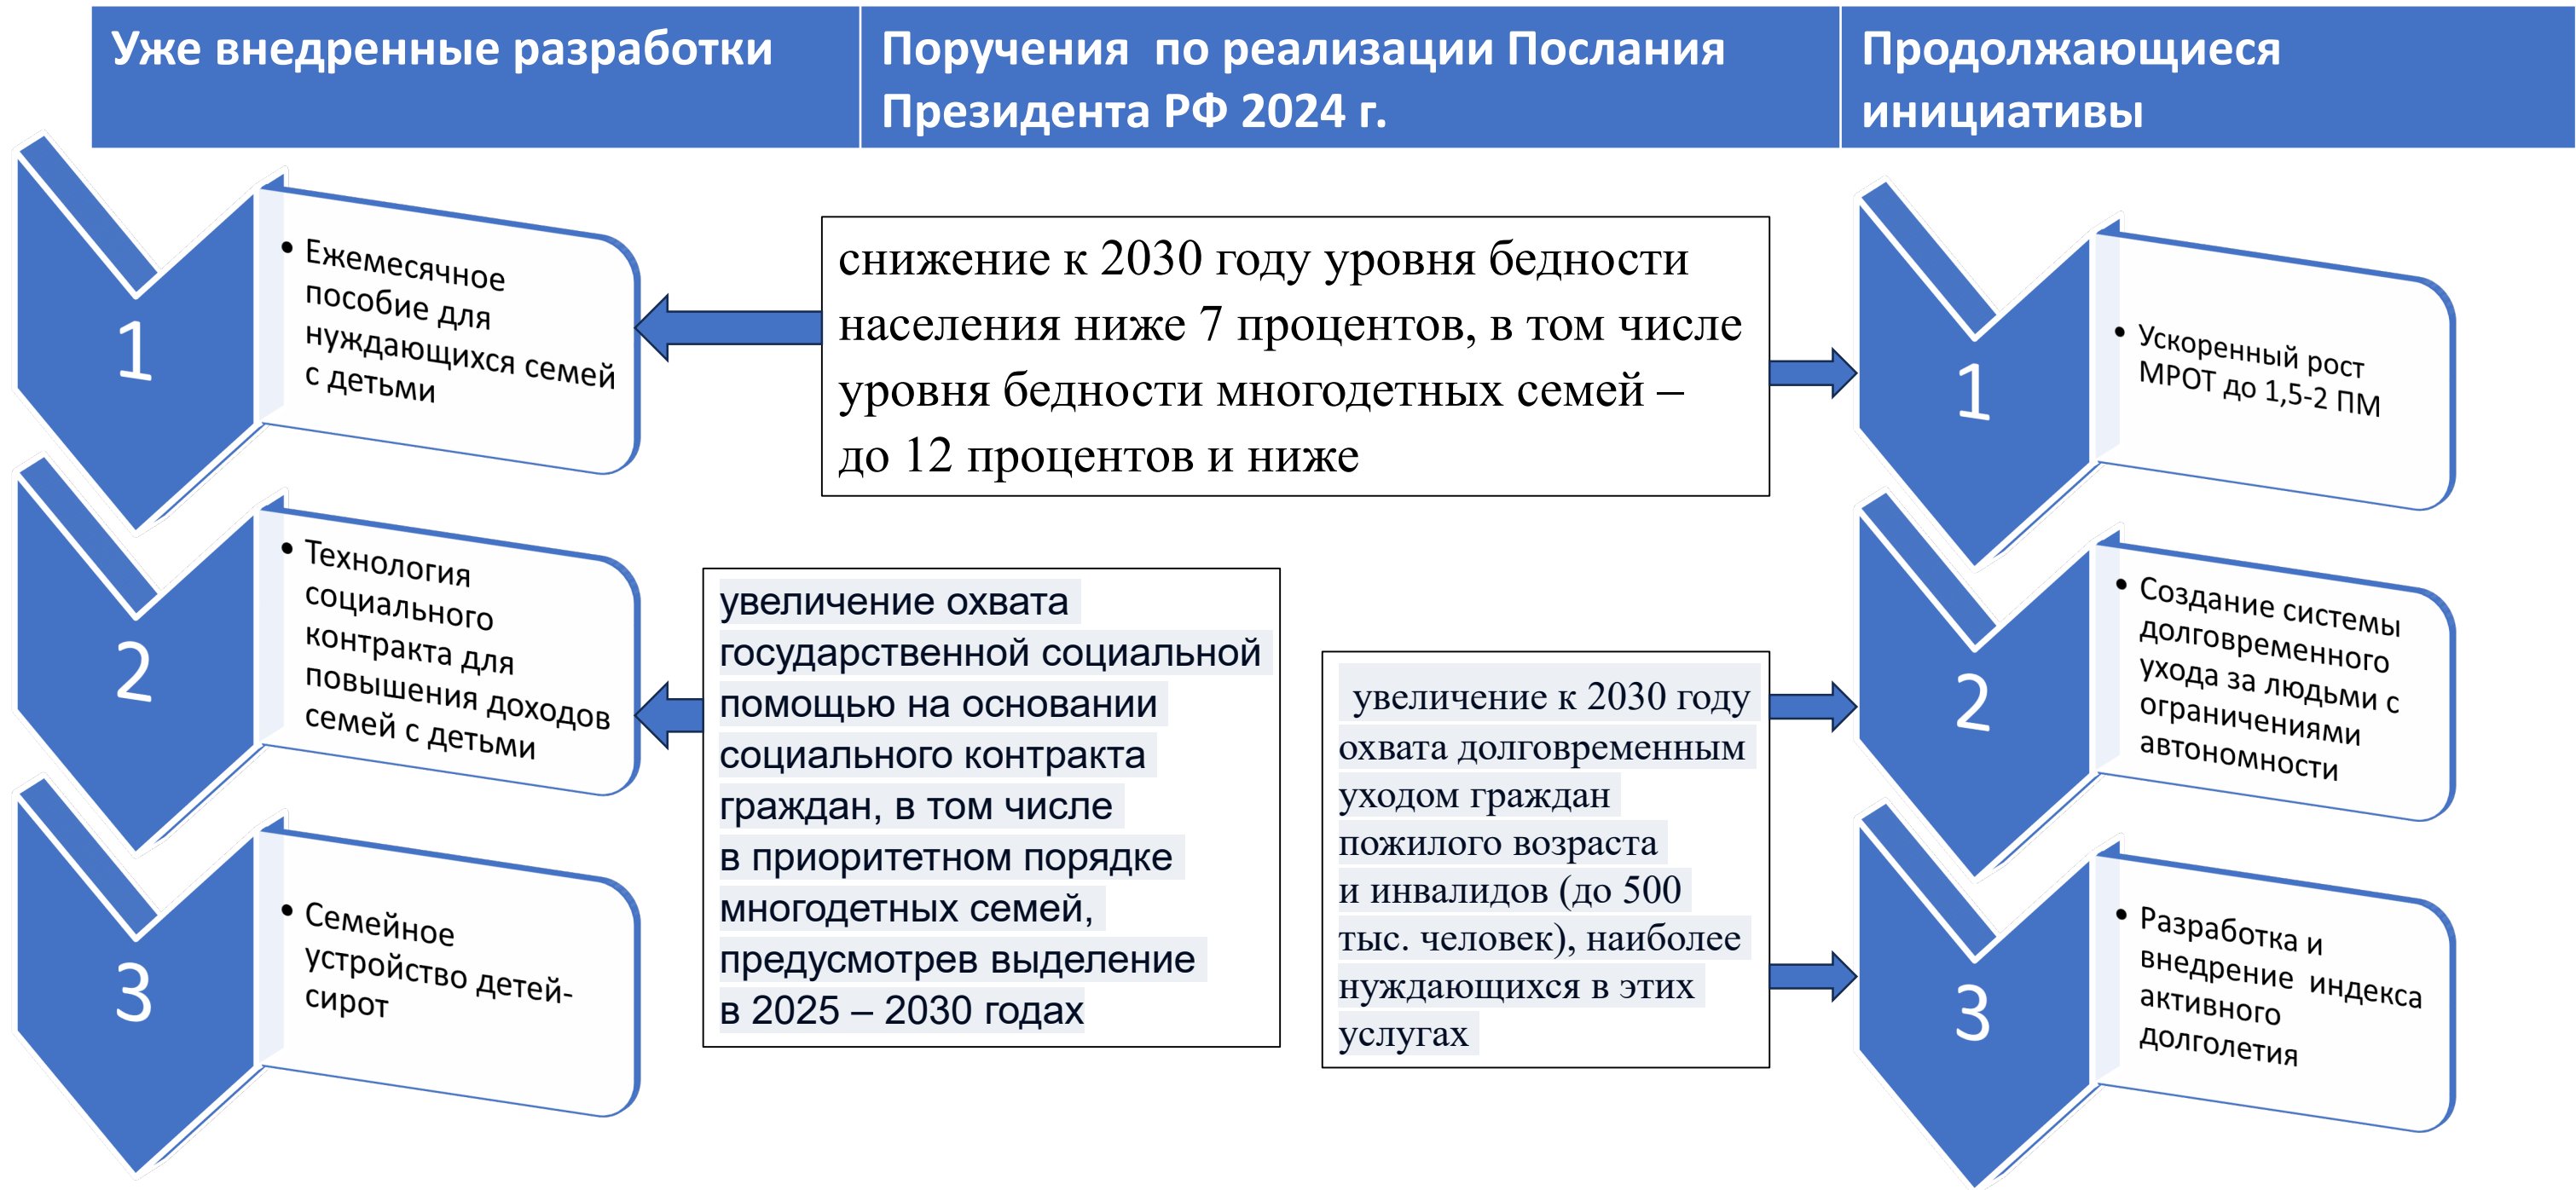 Уже внедренные разработки
Поручения по реализации Послания
Президента РФ 2024 г.
Продолжающиеся
инициативы
1
• Ежемесячное
пособие для
нуждающихся семей
с детьми
2
• Технология
социального
контракта для
повышения доходов
семей с детьми
3
• Семейное
устройство детей-
сирот
снижение к 2030 году уровня бедности
населения ниже 7 процентов, в том числе
уровня бедности многодетных семей –
до 12 процентов и ниже
увеличение охвата
государственной социальной
помощью на основании
социального контракта
граждан, в том числе
в приоритетном порядке
многодетных семей,
предусмотрев выделение
в 2025 – 2030 годах
увеличение к 2030 году
охвата долговременным
уходом граждан
пожилого возраста
и инвалидов (до 500
тыс. человек), наиболее
нуждающихся в этих
услугах
1
• Ускоренный рост
МРОТ до 1,5-2 ПМ
2
• Создание системы
долговременного
ухода за людьми с
ограничениями
автономности
3
• Разработка и
внедрение индекса
активного
долголетия